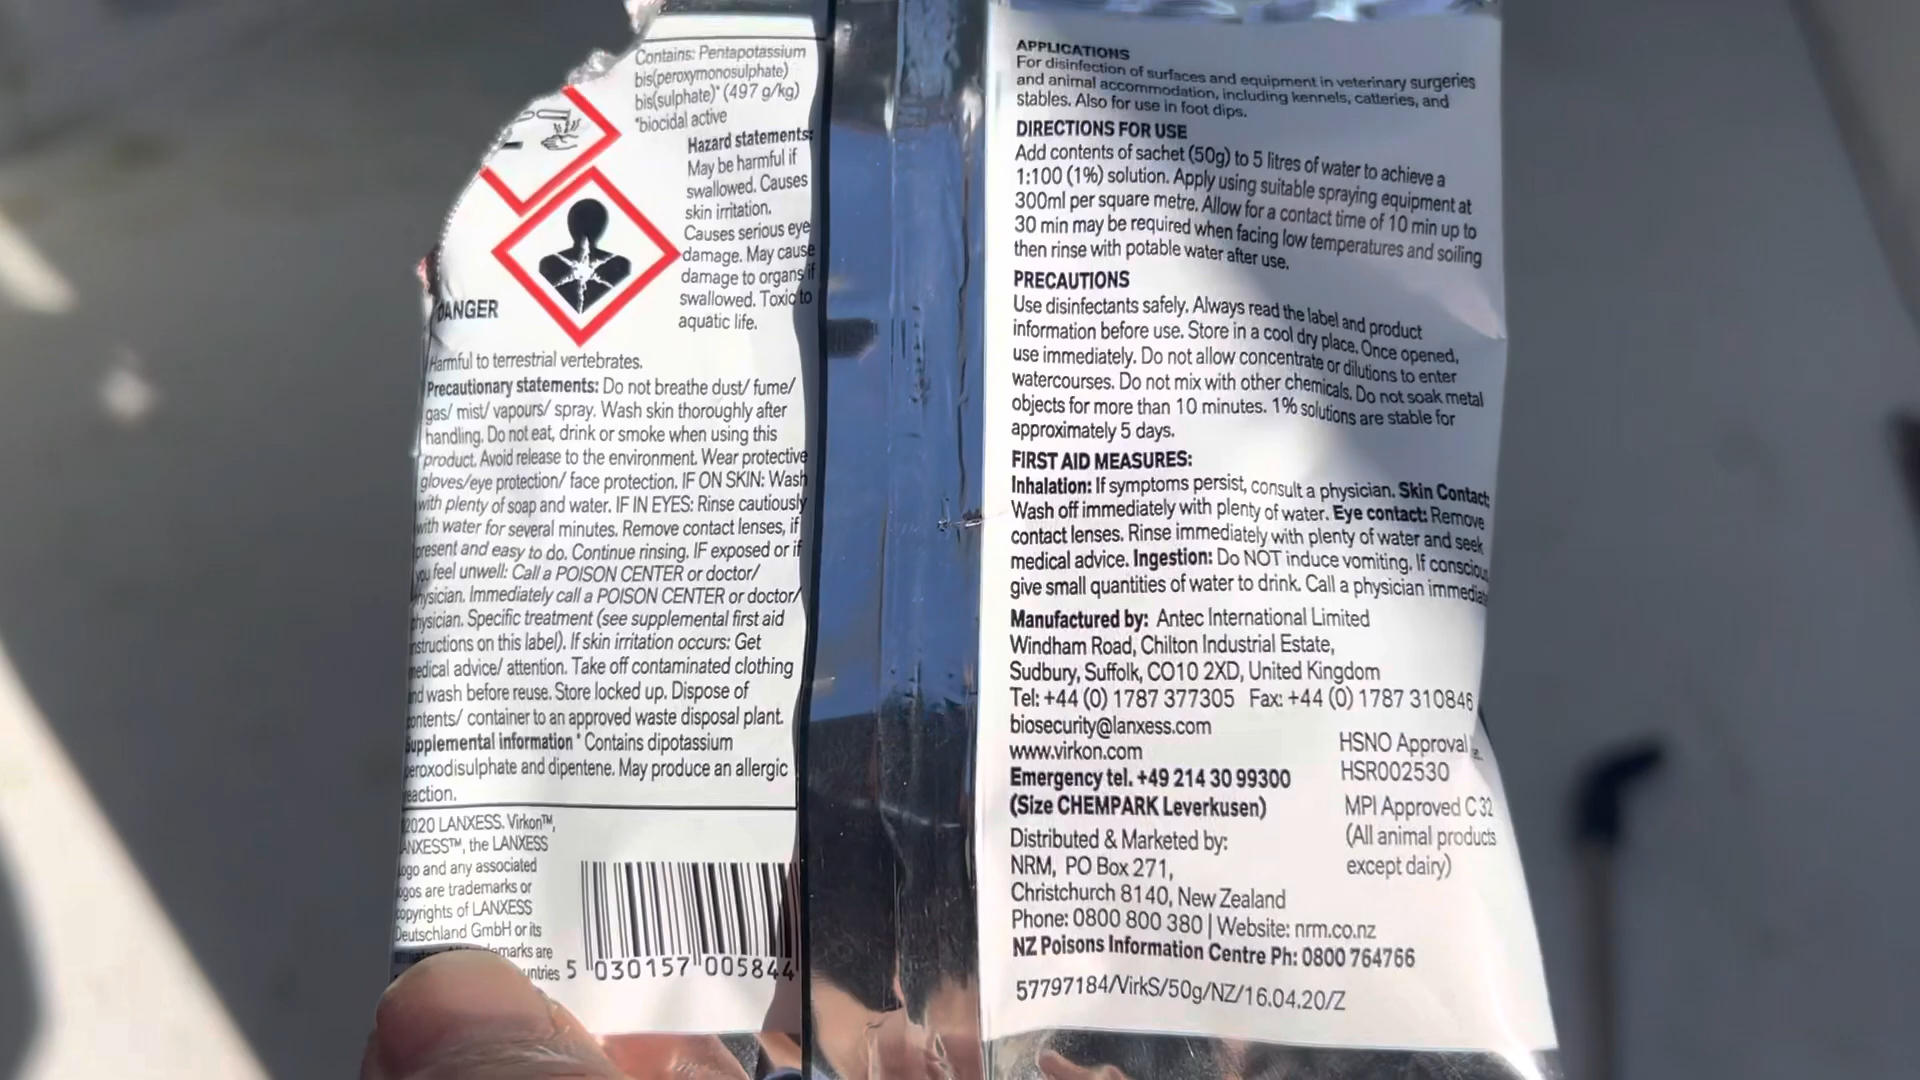 Contains: Pentapotassium
bis(peroxymonosulphate)
bis(sulphate)* (497 g/kg)
*biocidal active
Hazard statements:
May be harmful if
swallowed. Causes
skin irritation.
Causes serious eye
damage. May cause
damage to organs if
swallowed. Toxic to
aquatic life.
DANGER
Harmful to terrestrial vertebrates.
Precautionary statements: Do not breathe dust/ fume/
gas/ mist/ vapours/ spray. Wash skin thoroughly after
handling. Do not eat, drink or smoke when using this
product. Avoid release to the environment. Wear protective
gloves/eye protection/ face protection. IF ON SKIN: Wash
with plenty of soap and water. IF IN EYES: Rinse cautiously
with water for several minutes. Remove contact lenses, if
present and easy to do. Continue rinsing. IF exposed or if
you feel unwell: Call a POISON CENTER or doctor/
physician. Immediately call a POISON CENTER or doctor/
physician. Specific treatment (see supplemental first aid
instructions on this label). If skin irritation occurs: Get
medical advice/ attention. Take off contaminated clothing
and wash before reuse. Store locked up. Dispose of
contents/ container to an approved waste disposal plant.
Supplemental information * Contains dipotassium
peroxodisulphate and dipentene. May produce an allergic
reaction.
2020 LANXESS. Virkon™,
LANXESS™, the LANXESS
logo and any associated
logos are trademarks or
copyrights of LANXESS
Deutschland GmbH or its
marks are
5 030157 005844
APPLICATIONS
For disinfection of surfaces and equipment in veterinary surgeries
and animal accommodation, including kennels, catteries, and
stables. Also for use in foot dips.
DIRECTIONS FOR USE
Add contents of sachet (50g) to 5 litres of water to achieve a
1:100 (1%) solution. Apply using suitable spraying equipment at
300ml per square metre. Allow for a contact time of 10 min up to
30 min may be required when facing low temperatures and soiling
then rinse with potable water after use.
PRECAUTIONS
Use disinfectants safely. Always read the label and product
information before use. Store in a cool dry place. Once opened,
use immediately. Do not allow concentrate or dilutions to enter
watercourses. Do not mix with other chemicals. Do not soak metal
objects for more than 10 minutes. 1% solutions are stable for
approximately 5 days.
FIRST AID MEASURES:
Inhalation: If symptoms persist, consult a physician. Skin Contact:
Wash off immediately with plenty of water. Eye contact: Remove
contact lenses. Rinse immediately with plenty of water and seek
medical advice. Ingestion: Do NOT induce vomiting. If conscious
give small quantities of water to drink. Call a physician
Manufactured by: Antec International Limited
Windham Road, Chilton Industrial Estate,
Sudbury, Suffolk, CO10 2XD, United Kingdom
Tel: +44 (0) 1787 377305 Fax: +44 (0) 1787 310846
biosecurity@lanxess.com
www.virkon.com
Emergency tel. +49 214 30 99300
(Size CHEMPARK Leverkusen)
Distributed & Marketed by:
NRM, PO Box 271,
Christchurch 8140, New Zealand
Phone: 0800 800 380 | Website: nrm.co.nz
NZ Poisons Information Centre Ph: 0800 764766
HSNO Approval
HSR002530
MPI Approved C 32
(All animal products
except dairy)
57797184/VirkS/50g/NZ/16.04.20/Z